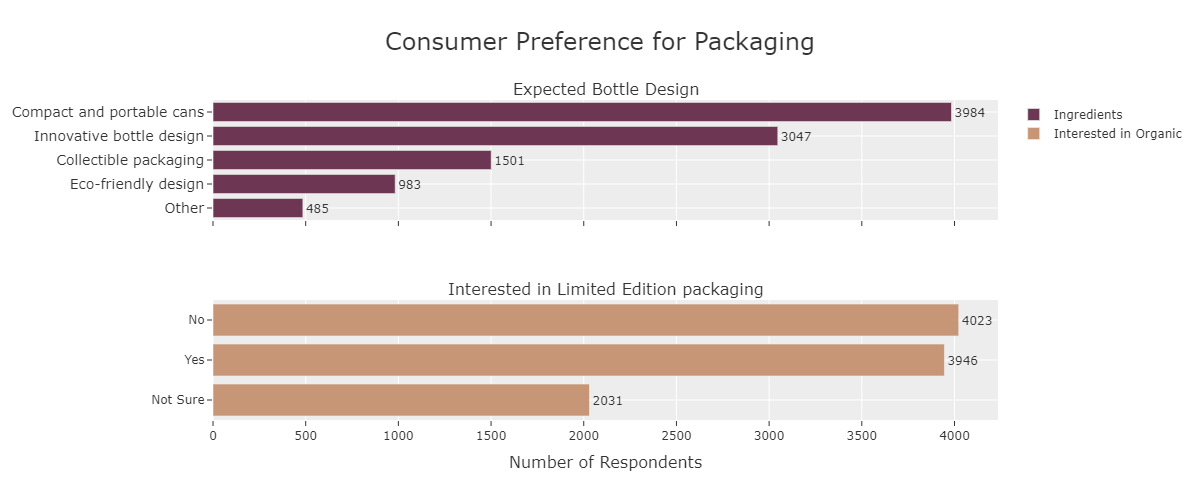 Consumer Preference for Packaging
Expected Bottle Design
Compact and portable cans 3984
Innovative bottle design 3047
Collectible packaging 1501
Eco-friendly design 983
Other 485
Ingredients
Interested in Organic
Interested in Limited Edition packaging
No 4023
Yes 3946
Not Sure 2031
0 500 1000 1500 2000 2500 3000 3500 4000
Number of Respondents